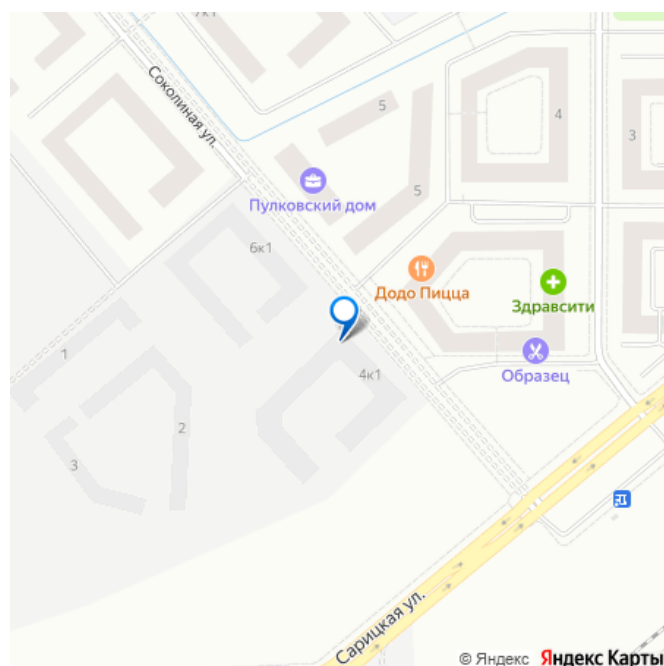 7к1
Соколиная ул.
5
4
3
Пулковский дом
5
6к1
Додо Пицца
Здравсити
1
4к1
Образец
2
3
Сарицкая ул.
© Яндекс Яндекс Карты